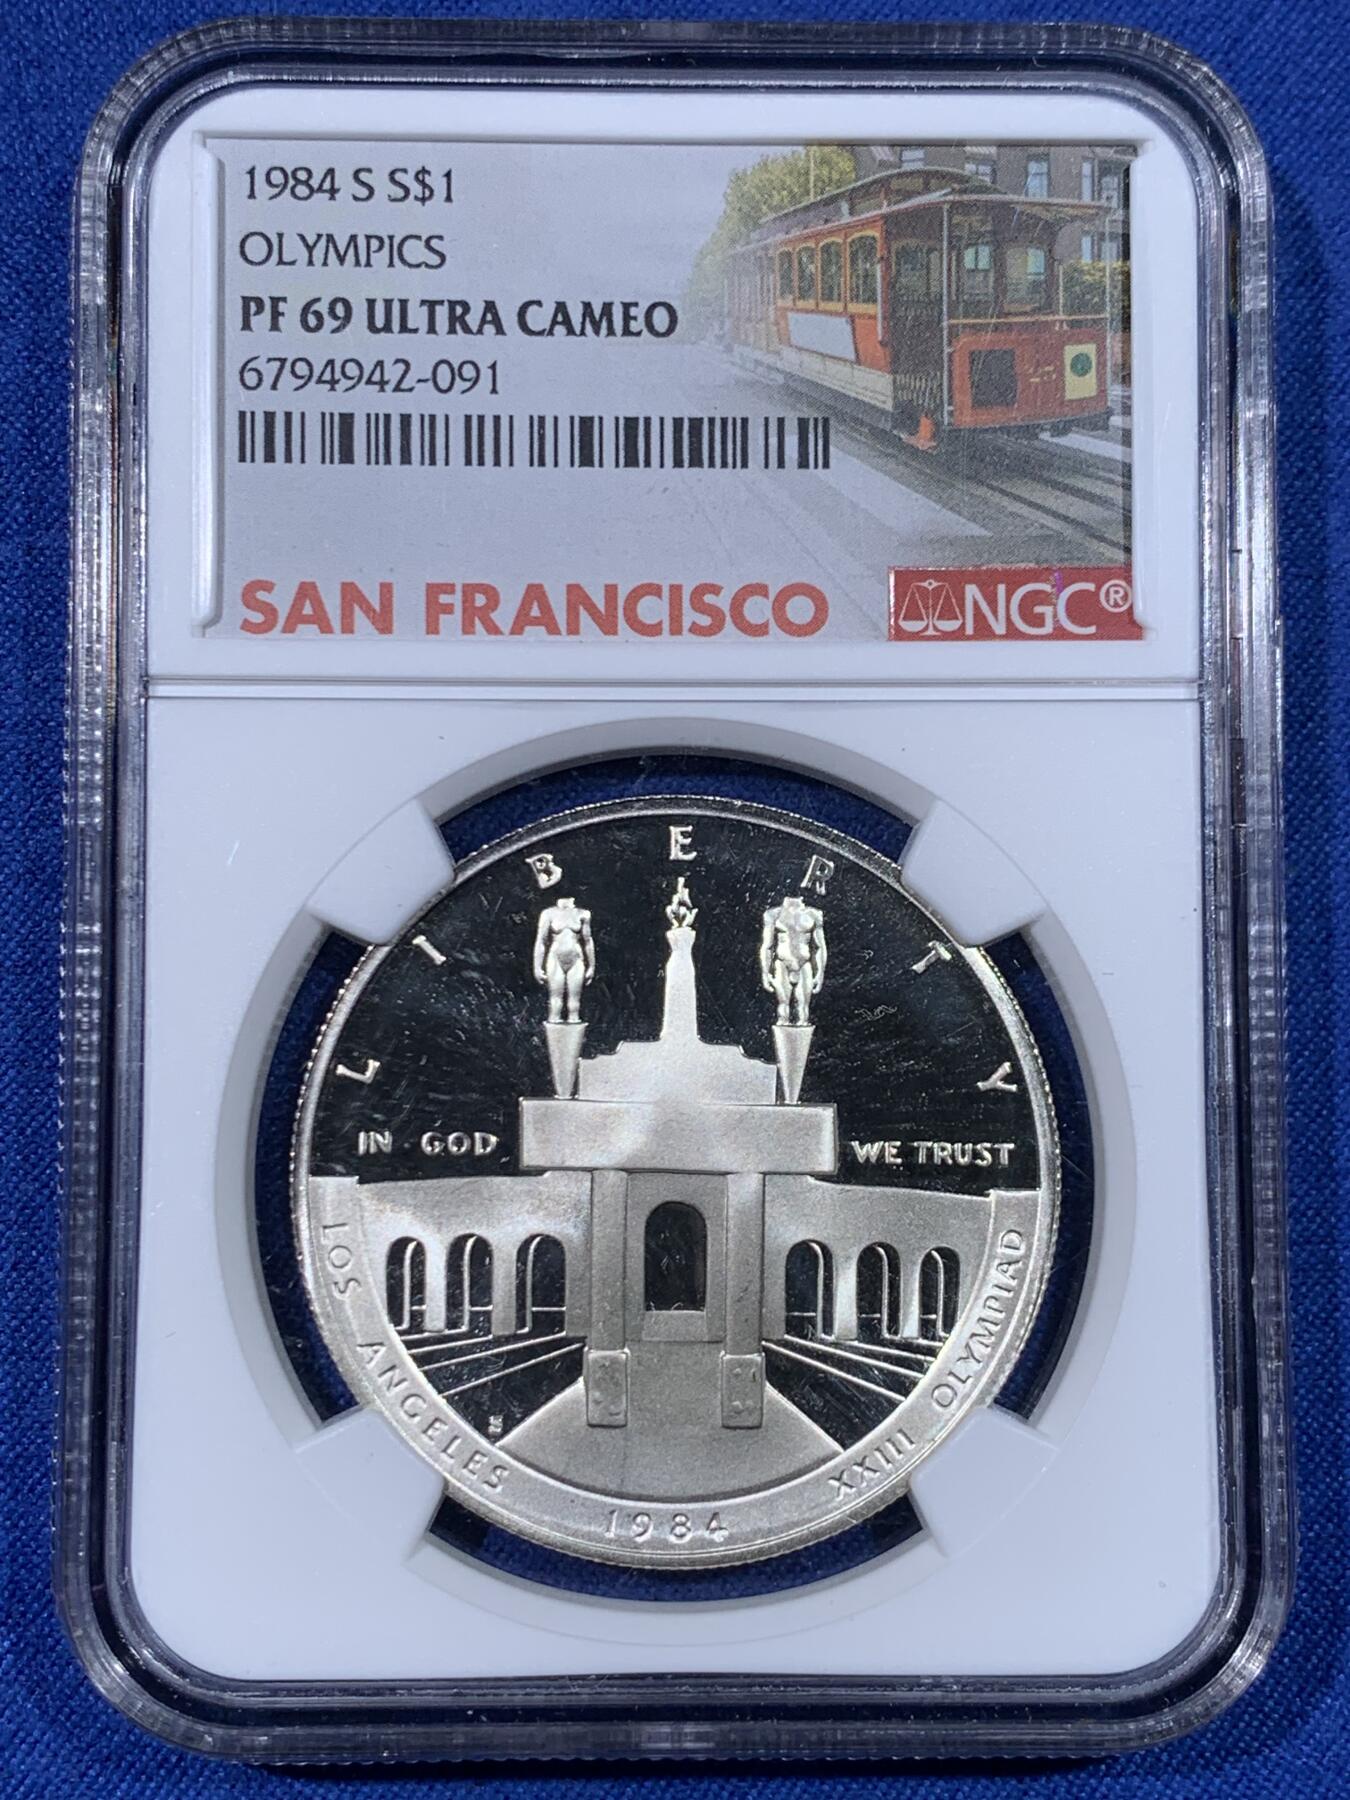 1984 S S$1
OLYMPICS
PF 69 ULTRA CAMEO
6794942-091
SAN FRANCISCO
NGC®
LIBERTY
IN GOD WE TRUST
LOS ANGELES 1984 XXIII OLYMPIAD